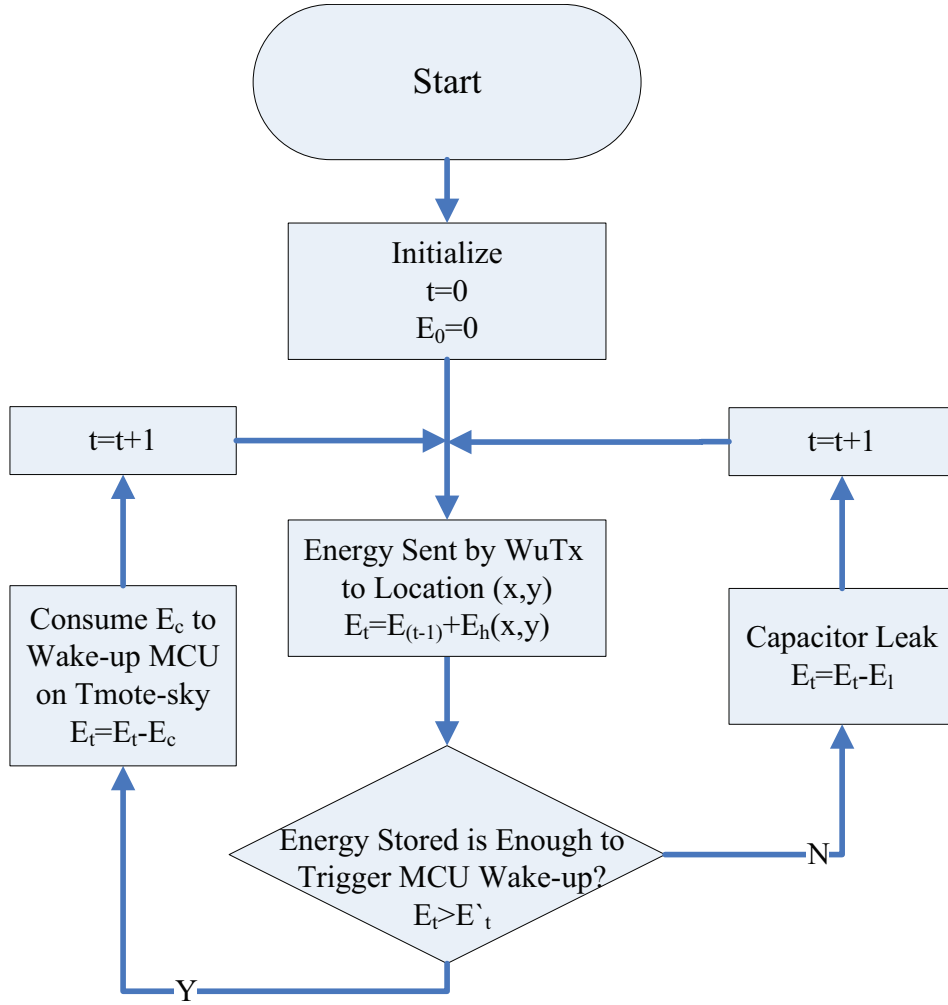 Start
Initialize
t=0
E₀=0
t=t+1
t=t+1
Energy Sent by WuTx
to Location (x,y)
Eₜ=E₍ₜ₋₁₎+Eₕ(x,y)
Consume E_c to
Wake-up MCU
on Tmote-sky
Eₜ=Eₜ-E_c
Capacitor Leak
Eₜ=Eₜ-Eₗ
Energy Stored is Enough to
Trigger MCU Wake-up?
Eₜ>E`ₜ
N
Y